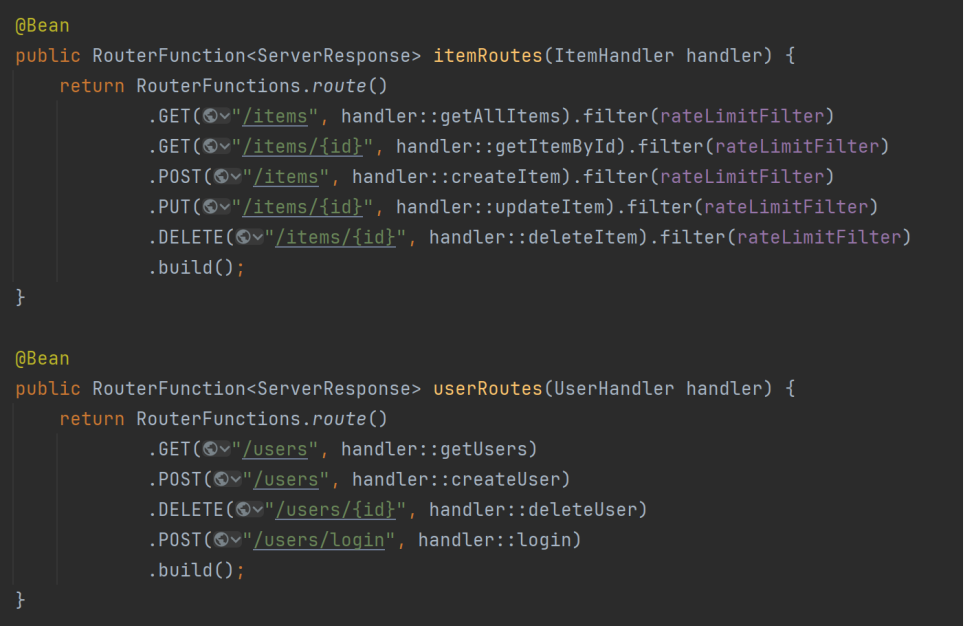 @Bean
public RouterFunction<ServerResponse> itemRoutes(ItemHandler handler) {
    return RouterFunctions.route()
            .GET("/items", handler::getAllItems).filter(rateLimitFilter)
            .GET("/items/{id}", handler::getItemById).filter(rateLimitFilter)
            .POST("/items", handler::createItem).filter(rateLimitFilter)
            .PUT("/items/{id}", handler::updateItem).filter(rateLimitFilter)
            .DELETE("/items/{id}", handler::deleteItem).filter(rateLimitFilter)
            .build();
}
@Bean
public RouterFunction<ServerResponse> userRoutes(UserHandler handler) {
    return RouterFunctions.route()
            .GET("/users", handler::getUsers)
            .POST("/users", handler::createUser)
            .DELETE("/users/{id}", handler::deleteUser)
            .POST("/users/login", handler::login)
            .build();
}